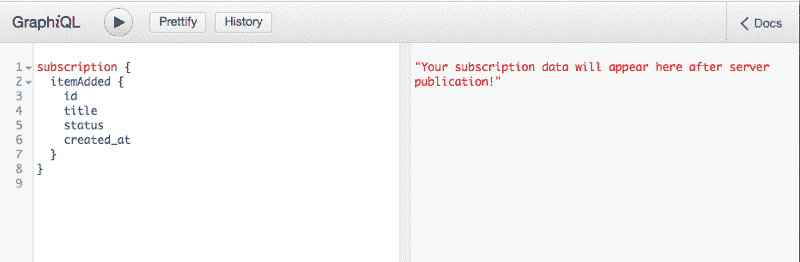 GraphiQL Prettify History Docs
1 subscription {
2 itemAdded {
3 id
4 title
5 status
6 created_at
7 }
8 }
9
"Your subscription data will appear here after server
publication!"